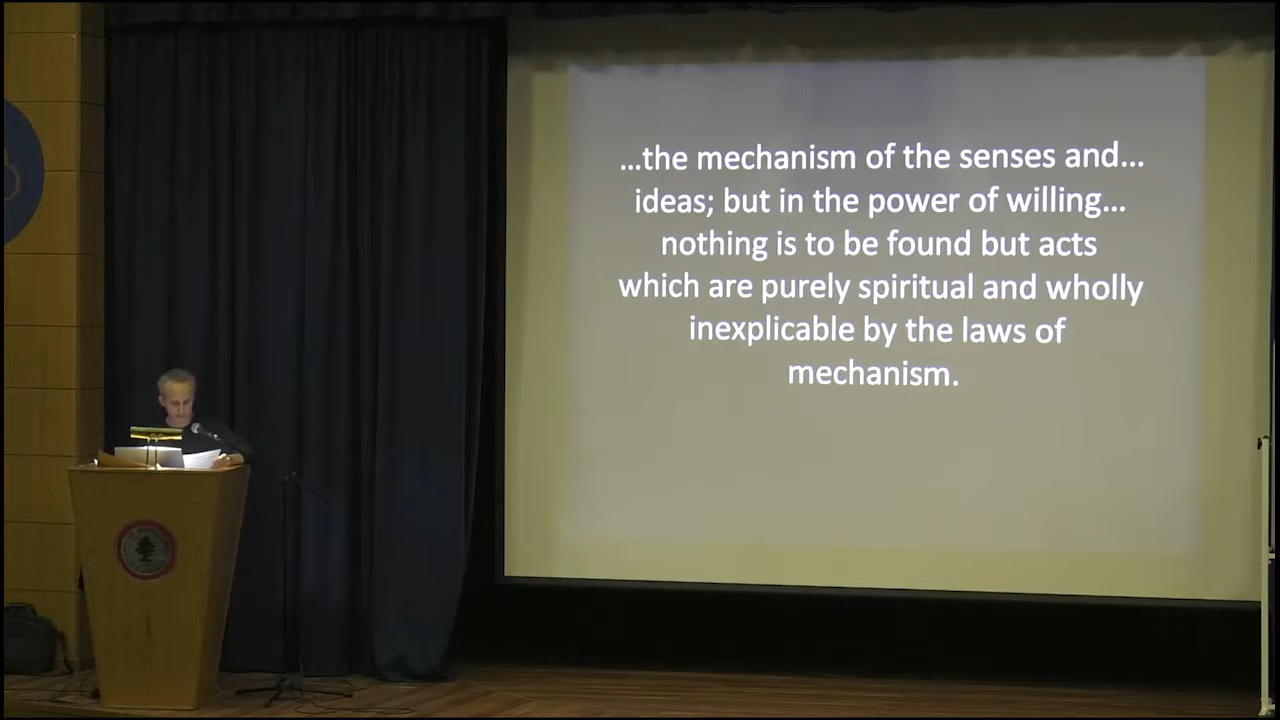 ...the mechanism of the senses and...
ideas; but in the power of willing...
nothing is to be found but acts
which are purely spiritual and wholly
inexplicable by the laws of
mechanism.